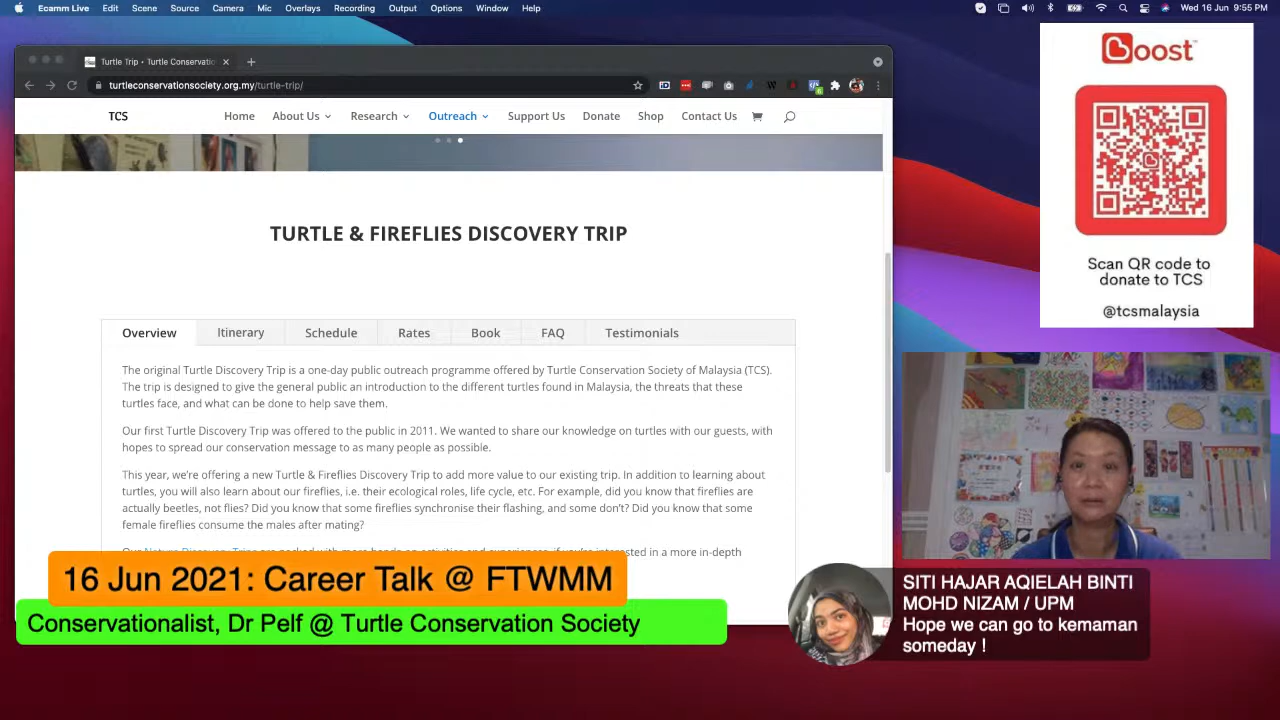 Ecamm Live Edit Scene Source Camera Mic Overlays Recording Output Options Window Help
Wed 16 Jun 9:55 PM
Turtle Trip • Turtle Conservatio
turtleconservationsociety.org.my/turtle-trip/
TCS
Home About Us Research Outreach Support Us Donate Shop Contact Us
TURTLE & FIREFLIES DISCOVERY TRIP
Overview Itinerary Schedule Rates Book FAQ Testimonials
The original Turtle Discovery Trip is a one-day public outreach programme offered by Turtle Conservation Society of Malaysia (TCS).
The trip is designed to give the general public an introduction to the different turtles found in Malaysia, the threats that these
turtles face, and what can be done to help save them.
Our first Turtle Discovery Trip was offered to the public in 2011. We wanted to share our knowledge on turtles with our guests, with
hopes to spread our conservation message to as many people as possible.
This year, we're offering a new Turtle & Fireflies Discovery Trip to add more value to our existing trip. In addition to learning about
turtles, you will also learn about our fireflies, i.e. their ecological roles, life cycle, etc. For example, did you know that fireflies are
actually beetles, not flies? Did you know that some fireflies synchronise their flashing, and some don't? Did you know that some
female fireflies consume the males after mating?
in a more in-depth
16 Jun 2021: Career Talk @ FTWMM
Conservationalist, Dr Pelf @ Turtle Conservation Society
Boost™
Scan QR code to
donate to TCS
@tcsmalaysia
SITI HAJAR AQIELAH BINTI
MOHD NIZAM / UPM
Hope we can go to kemaman
someday !